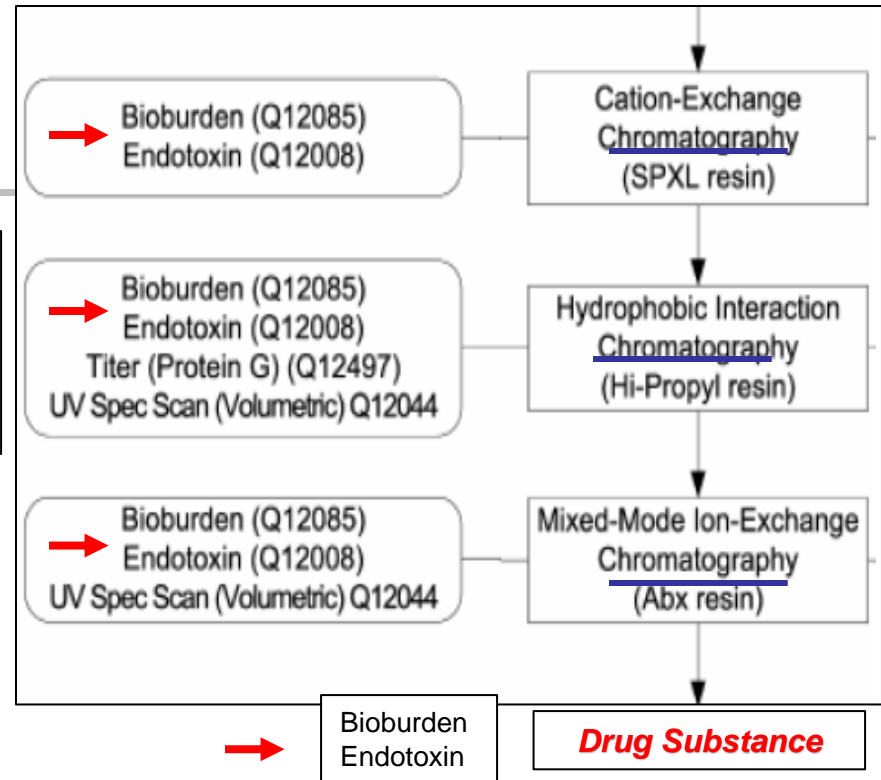 Bioburden (Q12085)
Endotoxin (Q12008)
Cation-Exchange
Chromatography
(SPXL resin)
Bioburden (Q12085)
Endotoxin (Q12008)
Titer (Protein G) (Q12497)
UV Spec Scan (Volumetric) Q12044
Hydrophobic Interaction
Chromatography
(Hi-Propyl resin)
Bioburden (Q12085)
Endotoxin (Q12008)
UV Spec Scan (Volumetric) Q12044
Mixed-Mode Ion-Exchange
Chromatography
(Abx resin)
Bioburden
Endotoxin
Drug Substance